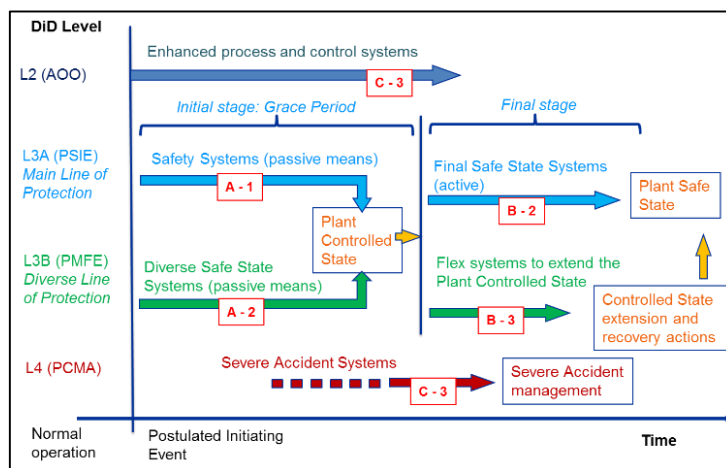 DiD Level
Enhanced process and control systems
L2 (AOO)
C - 3
Initial stage: Grace Period
Final stage
L3A (PSIE)
Main Line of
Protection
Safety Systems (passive means)
A - 1
Final Safe State Systems
(active)
B - 2
Plant Safe
State
Plant
Controlled
State
L3B (PMFE)
Diverse Line
of Protection
Diverse Safe State
Systems (passive means)
A - 2
Flex systems to extend the
Plant Controlled State
B - 3
Controlled State
extension and
recovery actions
L4 (PCMA)
Severe Accident Systems
C - 3
Severe Accident
management
Normal
operation
Postulated Initiating
Event
Time